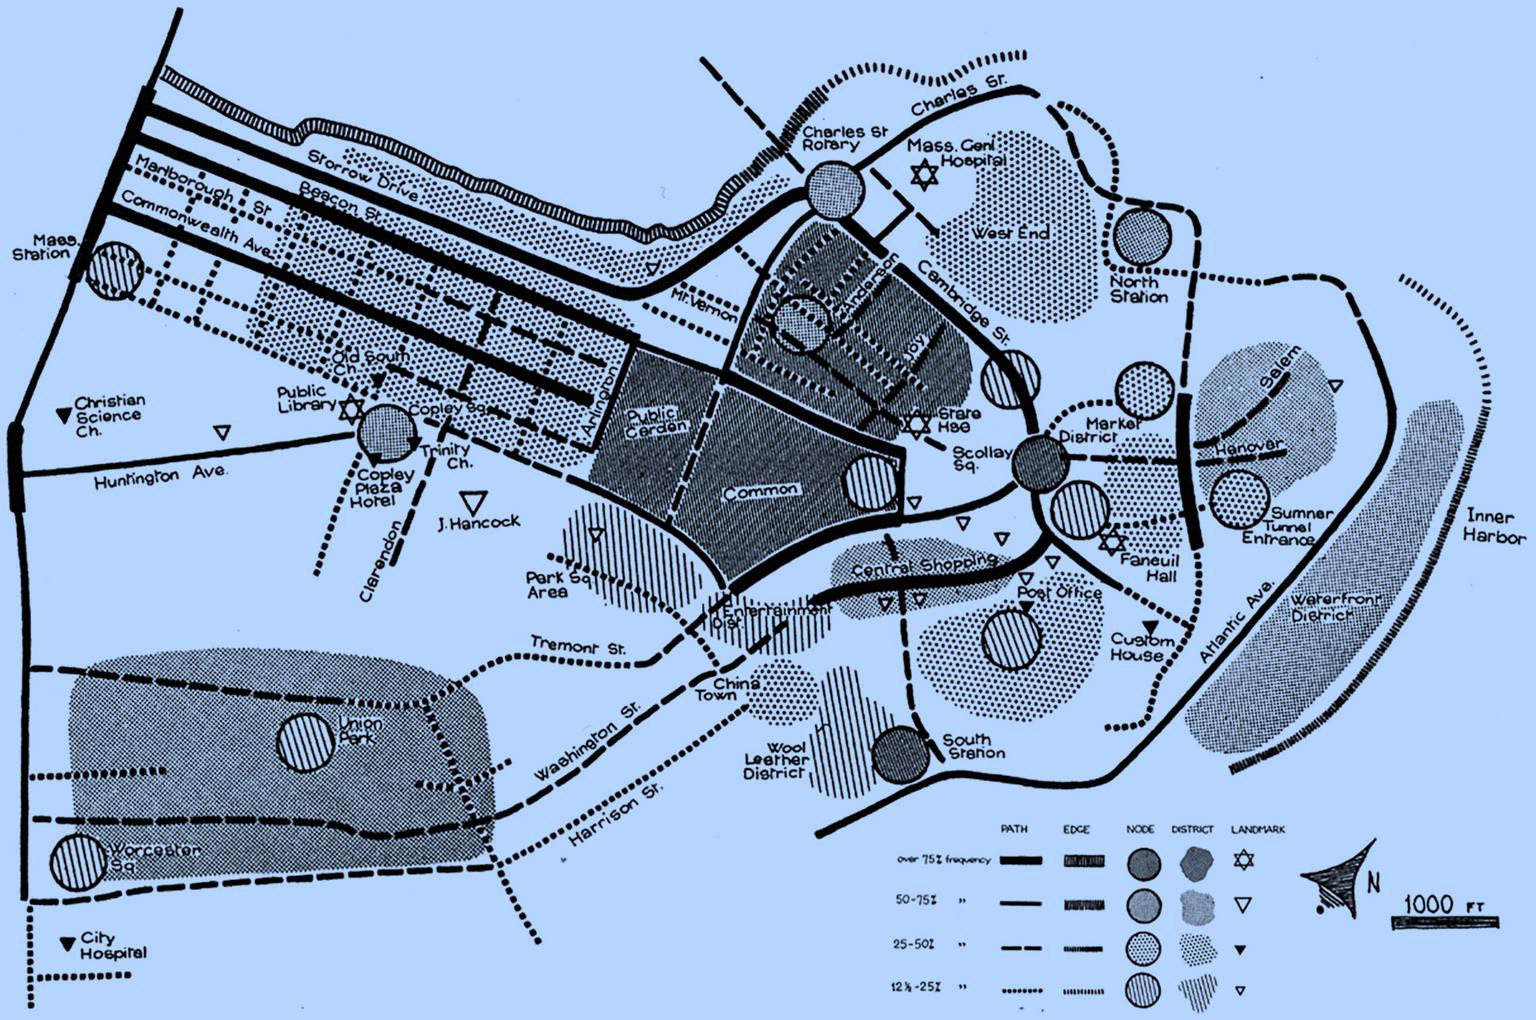 Charles St.
Charles St
Rotary
Mass. Genl.
Hospital
Storrow Drive
Beacon St.
Marlborough St
Commonwealth Ave.
Mass.
Station
West End
North
Station
Cambridge St.
Anderson
Joy
Mt. Vernon
Old South
Ch.
Public
Library
Copley Sq.
Christian
Science
Ch.
Trinity
Ch.
Copley
Plaza
Hotel
Huntington Ave.
Clarendon
J. Hancock
Arlington
Public
Garden
Common
State
Hse
Scollay
Sq.
Market
District
Salem
Hanover
Sumner
Tunnel
Entrance
Faneuil
Hall
Inner
Harbor
Central Shopping
Park Sq.
Area
Entertainment
Dist.
Post Office
Custom
House
Waterfront
District
Atlantic Ave.
Tremont St.
China
Town
Washington St.
Harrison St.
Wool
Leather
District
South
Station
Union
Park
Worcester
Sq.
City
Hospital
PATH EDGE NODE DISTRICT LANDMARK
over 75% frequency
50-75% "
25-50% "
12½-25% "
N
1000 FT